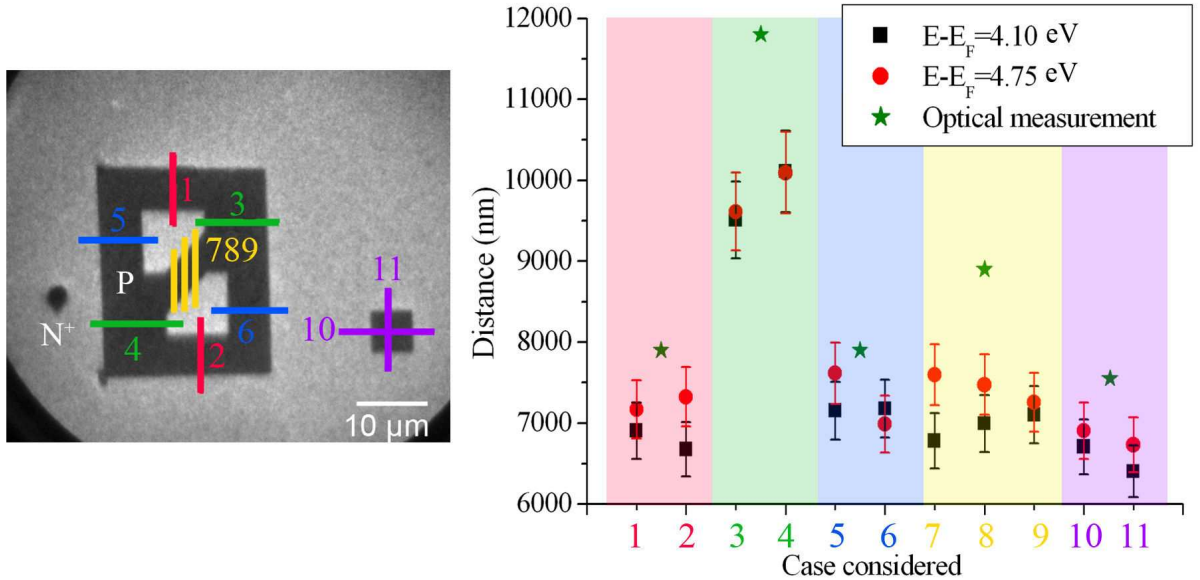 1
5
3
789
P
11
N+
10
4
2
6
10 µm
12000
11000
10000
9000
8000
7000
6000
Distance (nm)
E-EF=4.10 eV
E-EF=4.75 eV
Optical measurement
1 2 3 4 5 6 7 8 9 10 11
Case considered